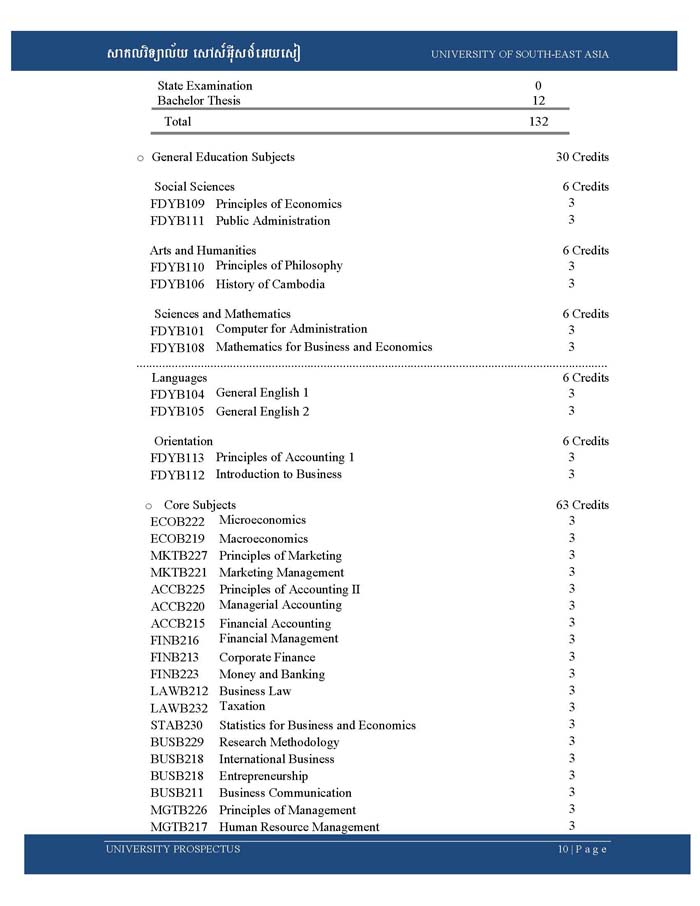 សាកលវិទ្យាល័យ សៅស៍អ៊ីសថ៍អេយសៀ UNIVERSITY OF SOUTH-EAST ASIA
State Examination 0
Bachelor Thesis 12
Total 132
o General Education Subjects 30 Credits
Social Sciences 6 Credits
FDYB109 Principles of Economics 3
FDYB111 Public Administration 3
Arts and Humanities 6 Credits
FDYB110 Principles of Philosophy 3
FDYB106 History of Cambodia 3
Sciences and Mathematics 6 Credits
FDYB101 Computer for Administration 3
FDYB108 Mathematics for Business and Economics 3
Languages 6 Credits
FDYB104 General English 1 3
FDYB105 General English 2 3
Orientation 6 Credits
FDYB113 Principles of Accounting 1 3
FDYB112 Introduction to Business 3
o Core Subjects 63 Credits
ECOB222 Microeconomics 3
ECOB219 Macroeconomics 3
MKTB227 Principles of Marketing 3
MKTB221 Marketing Management 3
ACCB225 Principles of Accounting II 3
ACCB220 Managerial Accounting 3
ACCB215 Financial Accounting 3
FINB216 Financial Management 3
FINB213 Corporate Finance 3
FINB223 Money and Banking 3
LAWB212 Business Law 3
LAWB232 Taxation 3
STAB230 Statistics for Business and Economics 3
BUSB229 Research Methodology 3
BUSB218 International Business 3
BUSB218 Entrepreneurship 3
BUSB211 Business Communication 3
MGTB226 Principles of Management 3
MGTB217 Human Resource Management 3
UNIVERSITY PROSPECTUS 10 | P a g e